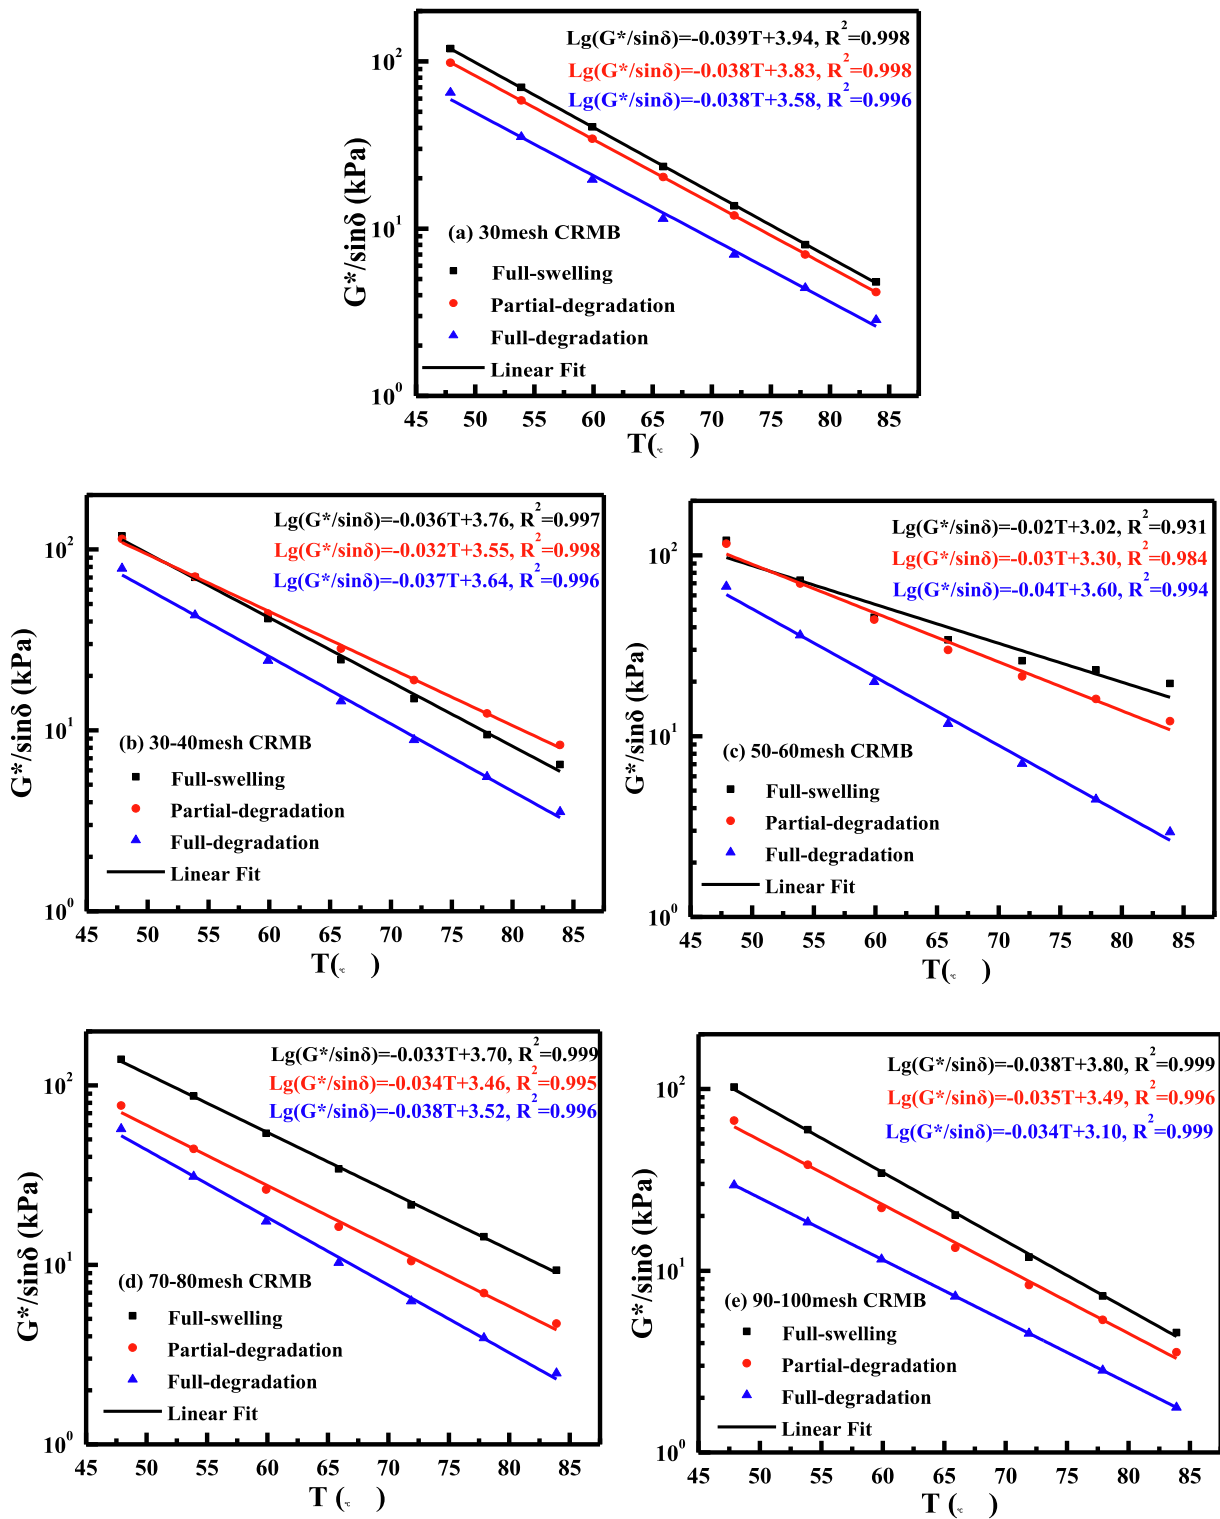 Lg(G*/sinδ)=-0.039T+3.94, R²=0.998
Lg(G*/sinδ)=-0.038T+3.83, R²=0.998
Lg(G*/sinδ)=-0.038T+3.58, R²=0.996
G*/sinδ (kPa)
10²
10¹
10⁰
(a) 30mesh CRMB
Full-swelling
Partial-degradation
Full-degradation
Linear Fit
45 50 55 60 65 70 75 80 85
T(℃)
Lg(G*/sinδ)=-0.036T+3.76, R²=0.997
Lg(G*/sinδ)=-0.032T+3.55, R²=0.998
Lg(G*/sinδ)=-0.037T+3.64, R²=0.996
G*/sinδ (kPa)
10²
10¹
10⁰
(b) 30-40mesh CRMB
Full-swelling
Partial-degradation
Full-degradation
Linear Fit
45 50 55 60 65 70 75 80 85
T(℃)
Lg(G*/sinδ)=-0.02T+3.02, R²=0.931
Lg(G*/sinδ)=-0.03T+3.30, R²=0.984
Lg(G*/sinδ)=-0.04T+3.60, R²=0.994
G*/sinδ (kPa)
10²
10¹
10⁰
(c) 50-60mesh CRMB
Full-swelling
Partial-degradation
Full-degradation
Linear Fit
45 50 55 60 65 70 75 80 85
T(℃)
Lg(G*/sinδ)=-0.033T+3.70, R²=0.999
Lg(G*/sinδ)=-0.034T+3.46, R²=0.995
Lg(G*/sinδ)=-0.038T+3.52, R²=0.996
G*/sinδ (kPa)
10²
10¹
10⁰
(d) 70-80mesh CRMB
Full-swelling
Partial-degradation
Full-degradation
Linear Fit
45 50 55 60 65 70 75 80 85
T (℃)
Lg(G*/sinδ)=-0.038T+3.80, R²=0.999
Lg(G*/sinδ)=-0.035T+3.49, R²=0.996
Lg(G*/sinδ)=-0.034T+3.10, R²=0.999
G*/sinδ (kPa)
10²
10¹
10⁰
(e) 90-100mesh CRMB
Full-swelling
Partial-degradation
Full-degradation
Linear Fit
45 50 55 60 65 70 75 80 85
T (℃)